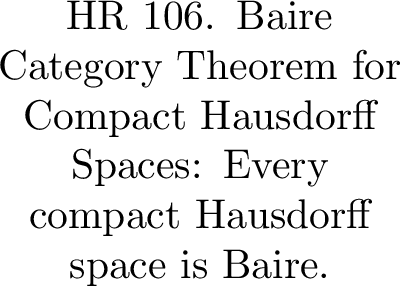 HR 106. Baire
Category Theorem for
Compact Hausdorff
Spaces: Every
compact Hausdorff
space is Baire.